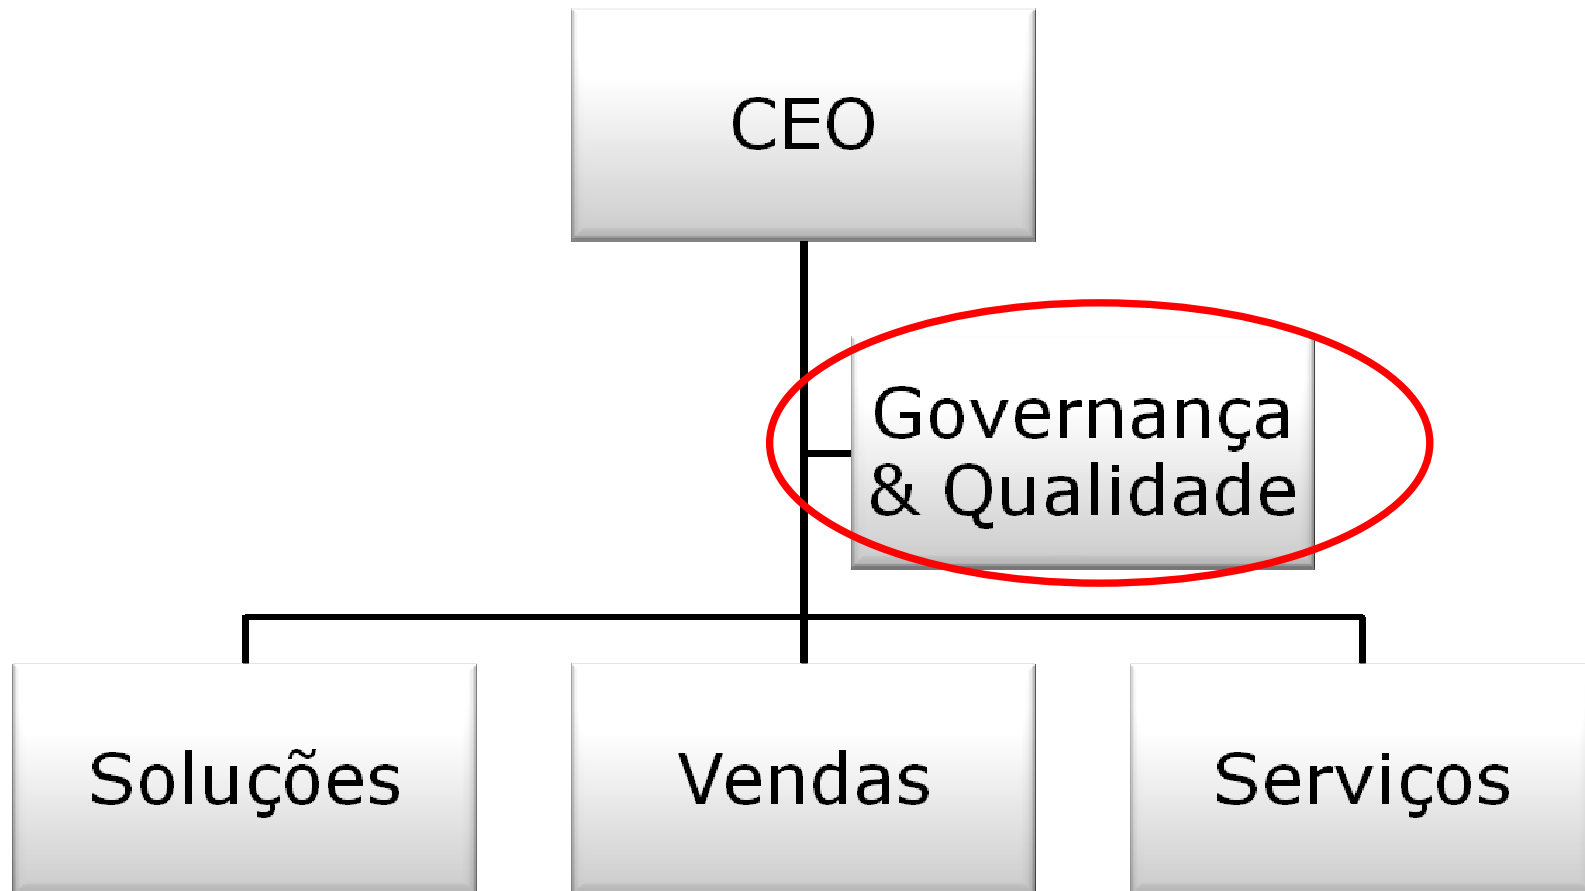 CEO
Governança
& Qualidade
Soluções
Vendas
Serviços